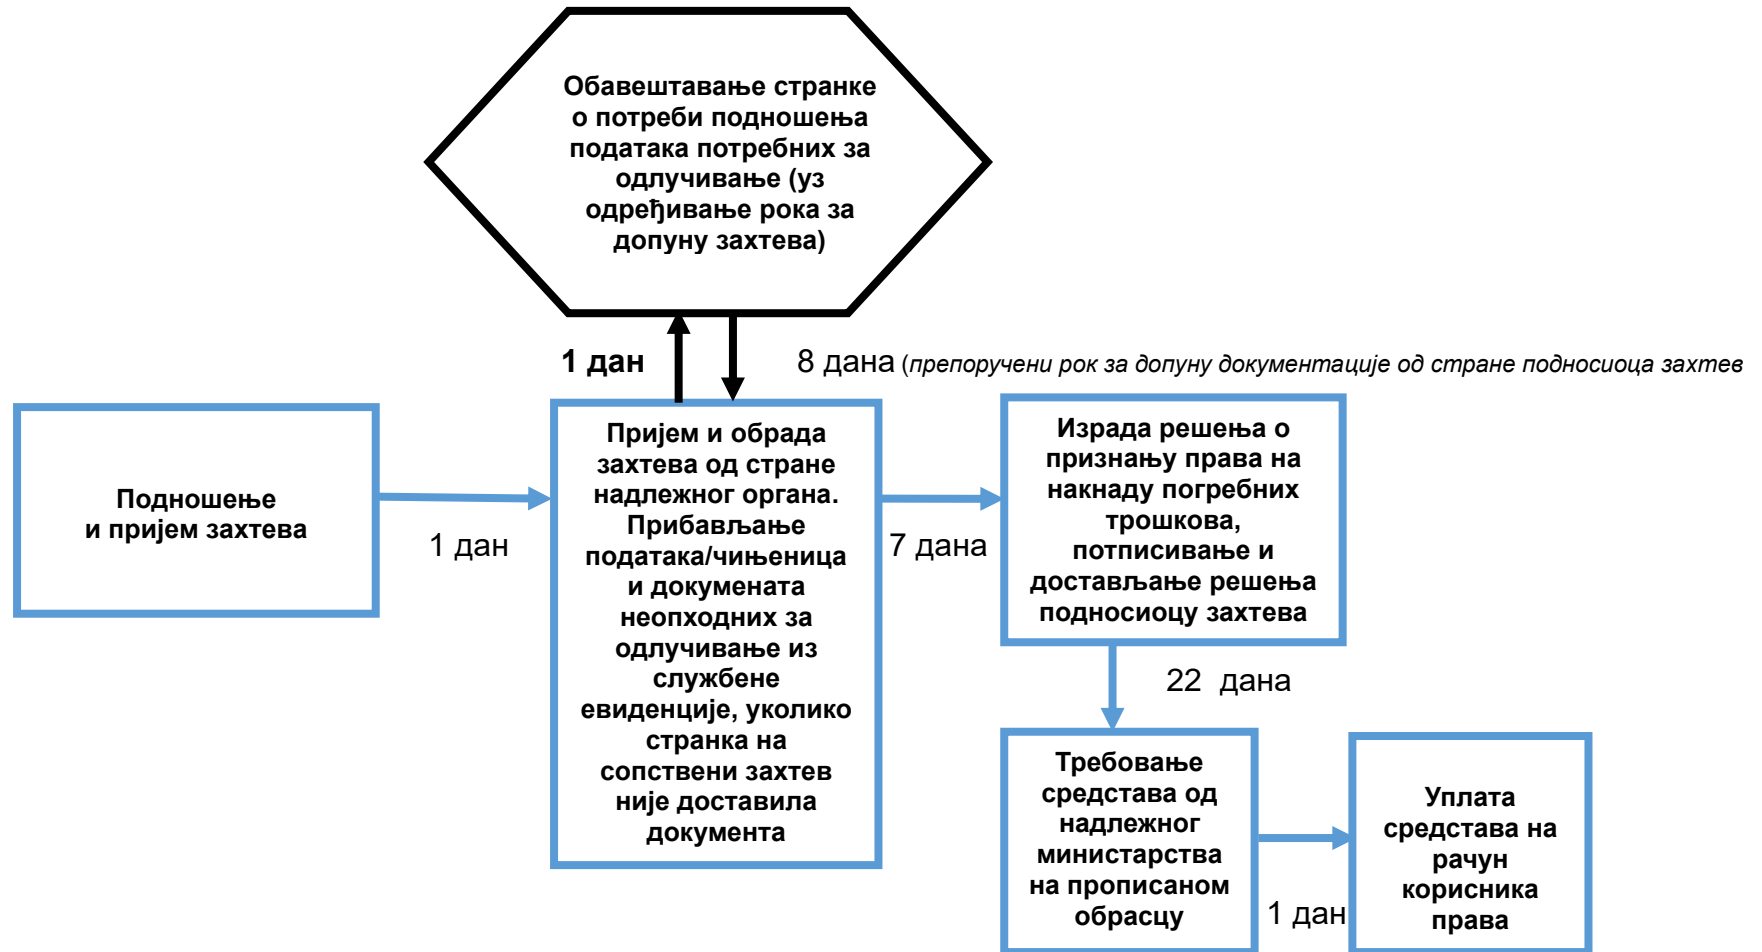 Обавештавање странке
о потреби подношења
података потребних за
одлучивање (уз
одређивање рока за
допуну захтева)
1 дан
8 дана (препоручени рок за допуну документације од стране подносиоца захтев
Подношење
и пријем захтева
1 дан
Пријем и обрада
захтева од стране
надлежног органа.
Прибављање
података/чињеница
и докумената
неопходних за
одлучивање из
службене
евиденције, уколико
странка на
сопствени захтев
није доставила
документа
7 дана
Израда решења о
признању права на
накнаду погребних
трошкова,
потписивање и
достављање решења
подносиоцу захтева
22 дана
Требовање
средстава од
надлежног
министарства
на прописаном
обрасцу
1 дан
Уплата
средстава на
рачун
корисника
права